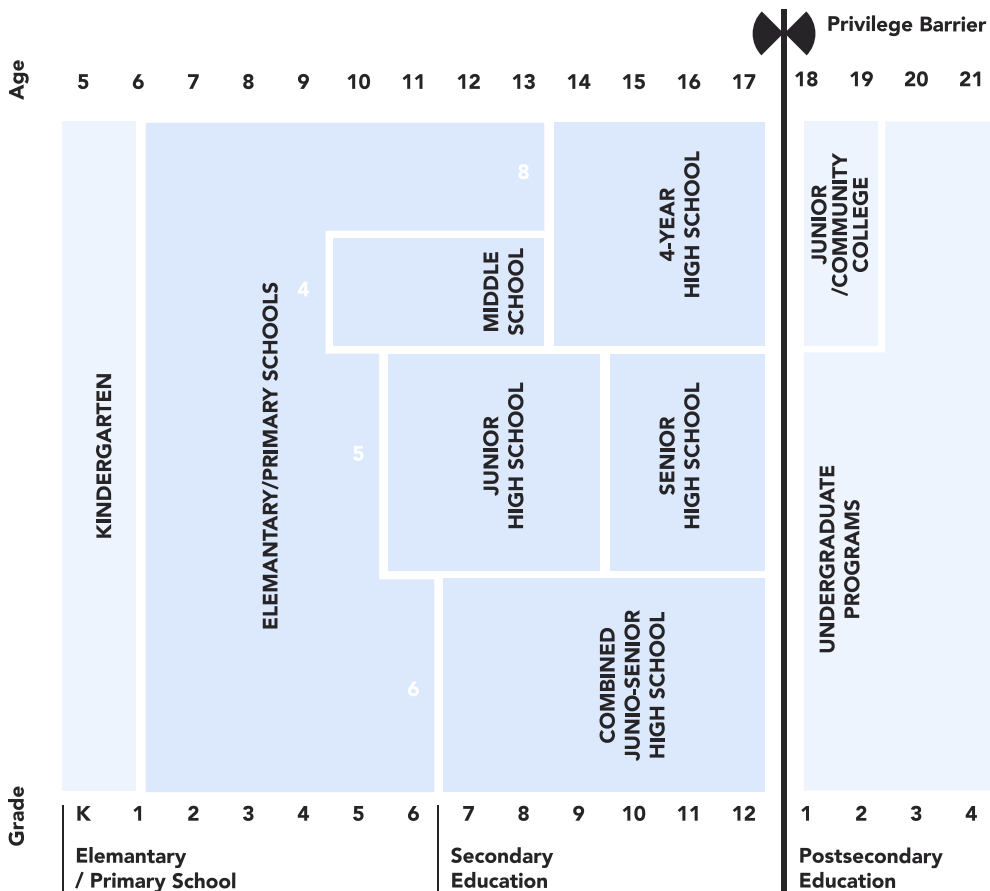 Privilege Barrier
Age
5 6 7 8 9 10 11 12 13 14 15 16 17 18 19 20 21
KINDERGARTEN
ELEMANTARY/PRIMARY SCHOOLS
8
4
5
6
MIDDLE
SCHOOL
4-YEAR
HIGH SCHOOL
JUNIOR
HIGH SCHOOL
SENIOR
HIGH SCHOOL
COMBINED
JUNIO-SENIOR
HIGH SCHOOL
JUNIOR
/COMMUNITY
COLLEGE
UNDERGRADUATE
PROGRAMS
Grade
K 1 2 3 4 5 6 7 8 9 10 11 12 1 2 3 4
Elemantary
/ Primary School
Secondary
Education
Postsecondary
Education